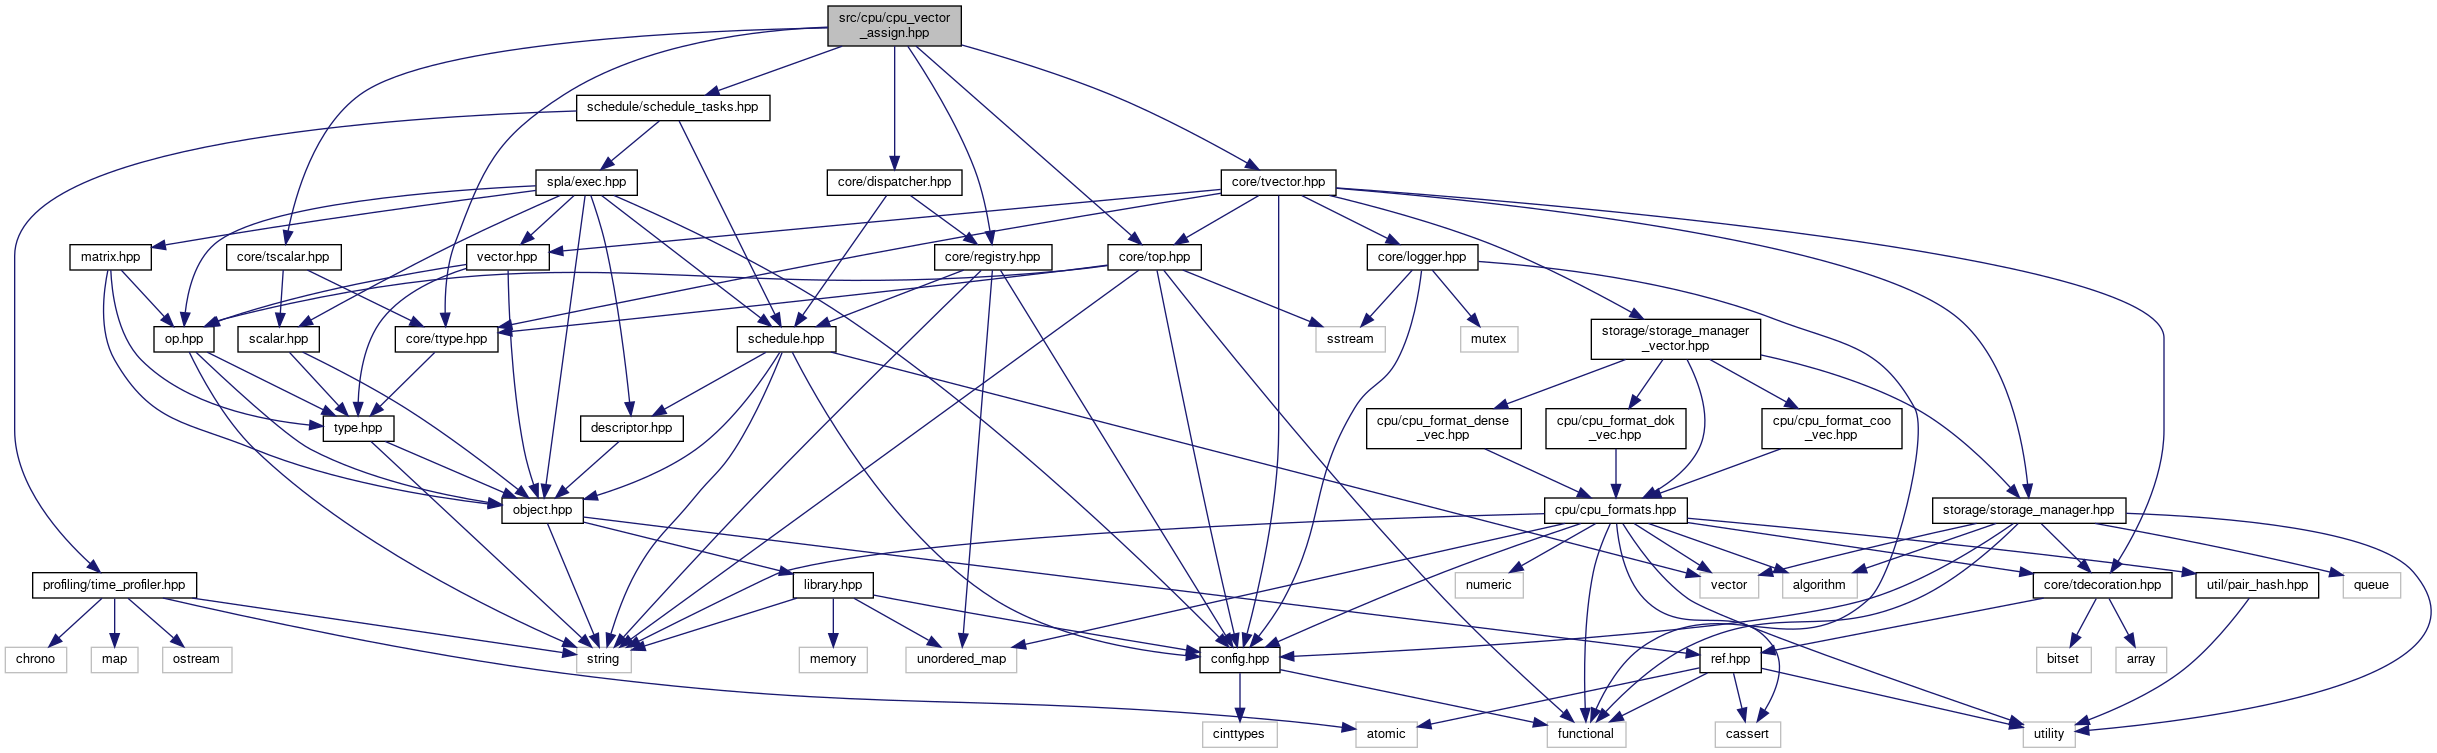 src/cpu/cpu_vector
_assign.hpp
schedule/schedule_tasks.hpp
spla/exec.hpp
core/dispatcher.hpp
core/tvector.hpp
matrix.hpp
core/tscalar.hpp
vector.hpp
core/registry.hpp
core/top.hpp
core/logger.hpp
op.hpp
scalar.hpp
core/ttype.hpp
schedule.hpp
sstream
mutex
storage/storage_manager
_vector.hpp
type.hpp
descriptor.hpp
cpu/cpu_format_dense
_vec.hpp
cpu/cpu_format_dok
_vec.hpp
cpu/cpu_format_coo
_vec.hpp
object.hpp
cpu/cpu_formats.hpp
storage/storage_manager.hpp
profiling/time_profiler.hpp
library.hpp
numeric
vector
algorithm
core/tdecoration.hpp
util/pair_hash.hpp
queue
chrono
map
ostream
string
memory
unordered_map
config.hpp
ref.hpp
bitset
array
cinttypes
atomic
functional
cassert
utility